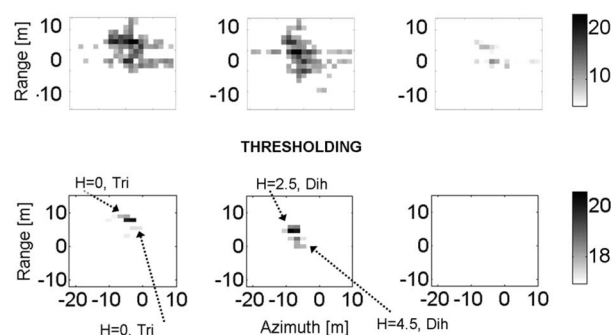 10
0
·10
Range [m]
10
0
-10
10
0
-10
20
10
THRESHOLDING
H=0, Tri
H=2.5, Dih
10
0
-10
Range [m]
-20 -10 0 10
H=0, Tri
10
0
-10
-20 -10 0 10
Azimuth [m]
H=4.5, Dih
10
0
-10
-20 -10 0 10
20
18